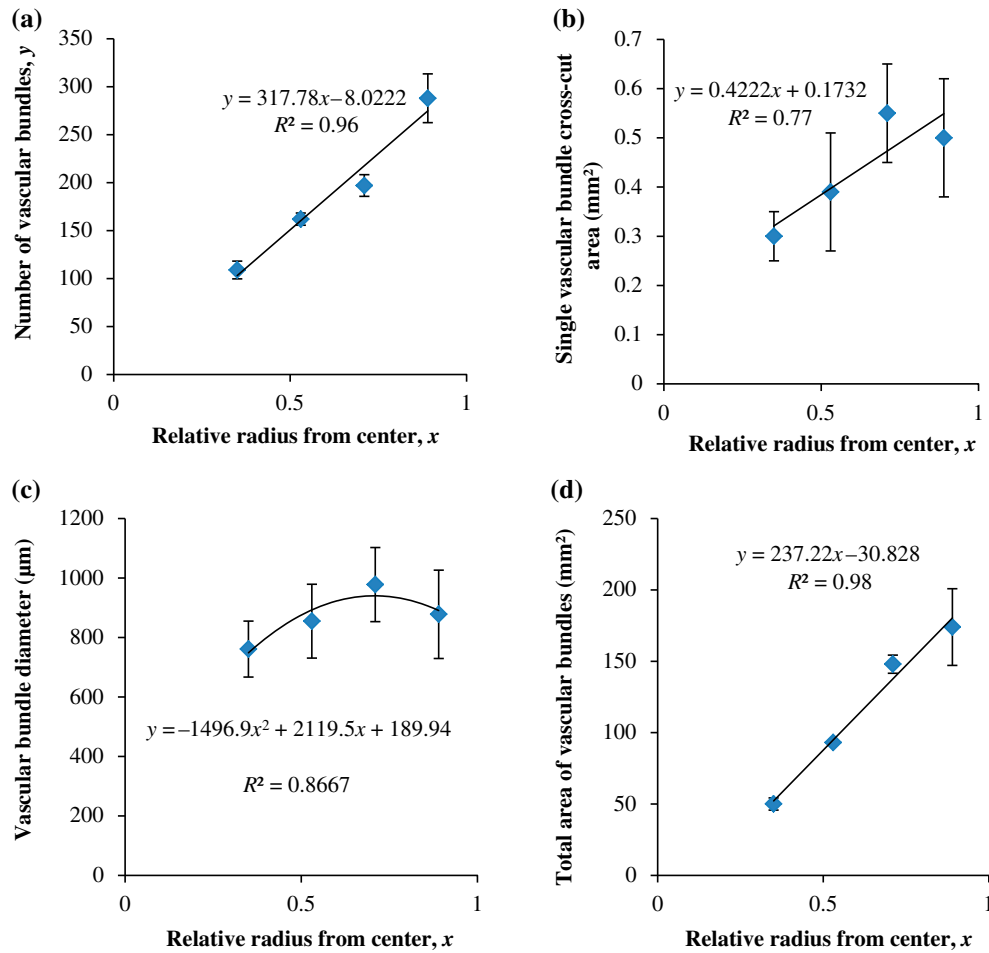 (a)
Number of vascular bundles, y
350
300
250
200
150
100
50
0
y = 317.78x–8.0222
R² = 0.96
0
0.5
1
Relative radius from center, x
(b)
Single vascular bundle cross-cut
area (mm²)
0.7
0.6
0.5
0.4
0.3
0.2
0.1
0
y = 0.4222x + 0.1732
R² = 0.77
0
0.5
1
Relative radius from center, x
(c)
Vascular bundle diameter (μm)
1200
1000
800
600
400
200
0
y = –1496.9x² + 2119.5x + 189.94
R² = 0.8667
0
0.5
1
Relative radius from center, x
(d)
Total area of vascular bundles (mm²)
250
200
150
100
50
0
y = 237.22x–30.828
R² = 0.98
0
0.5
1
Relative radius from center, x